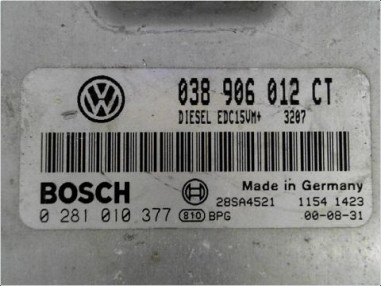 038 906 012 CT
DIESEL EDC15VM+ 3207
BOSCH
Made in Germany
28SA4521 1154 1423
0 281 010 377 810 BPG 00-08-31